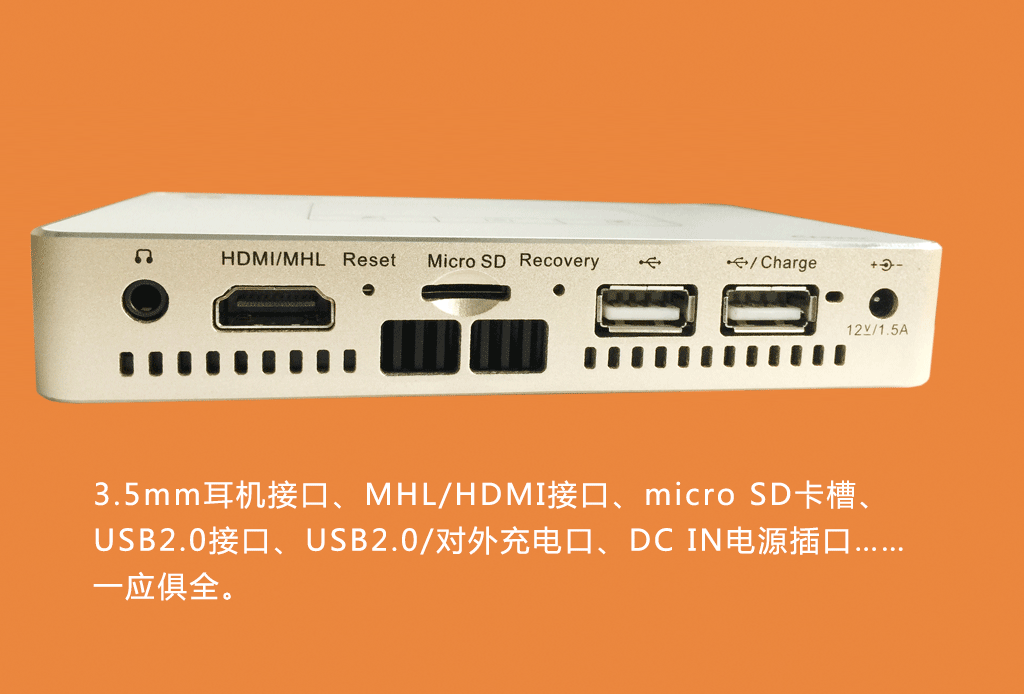 HDMI/MHL Reset Micro SD Recovery /Charge
12V/1.5A
3.5mm耳机接口、MHL/HDMI接口、micro SD卡槽、
USB2.0接口、USB2.0/对外充电口、DC IN电源插口……
一应俱全。